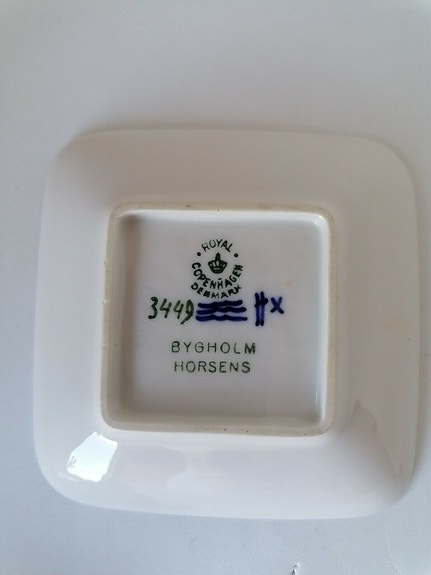 ROYAL
COPENHAGEN
DENMARK
3449
BYGHOLM
HORSENS